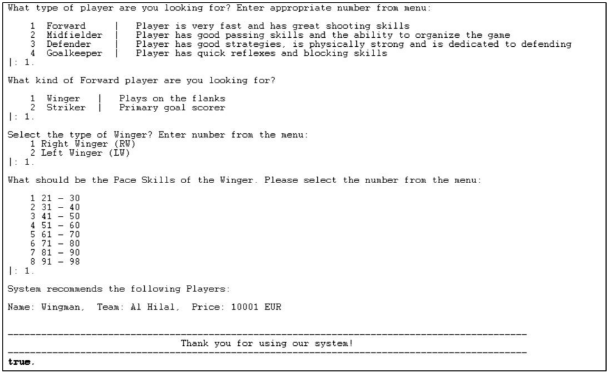 What type of player are you looking for? Enter appropriate number from menu:
1 Forward | Player is very fast and has great shooting skills
2 Midfielder | Player has good passing skills and the ability to organize the game
3 Defender | Player has good strategies, is physically strong and is dedicated to defending
4 Goalkeeper | Player has quick reflexes and blocking skills
|: 1.
What kind of Forward player are you looking for?
1 Winger | Plays on the flanks
2 Striker | Primary goal scorer
|: 1.
Select the type of Winger? Enter number from the menu:
1 Right Winger (RW)
2 Left Winger (LW)
|: 1.
What should be the Pace Skills of the Winger. Please select the number from the menu:
1 21 - 30
2 31 - 40
3 41 - 50
4 51 - 60
5 61 - 70
6 71 - 80
7 81 - 90
8 91 - 98
|: 1.
System recommends the following Players:
Name: Wingman, Team: Al Hilal, Price: 10001 EUR
Thank you for using our system!
true.